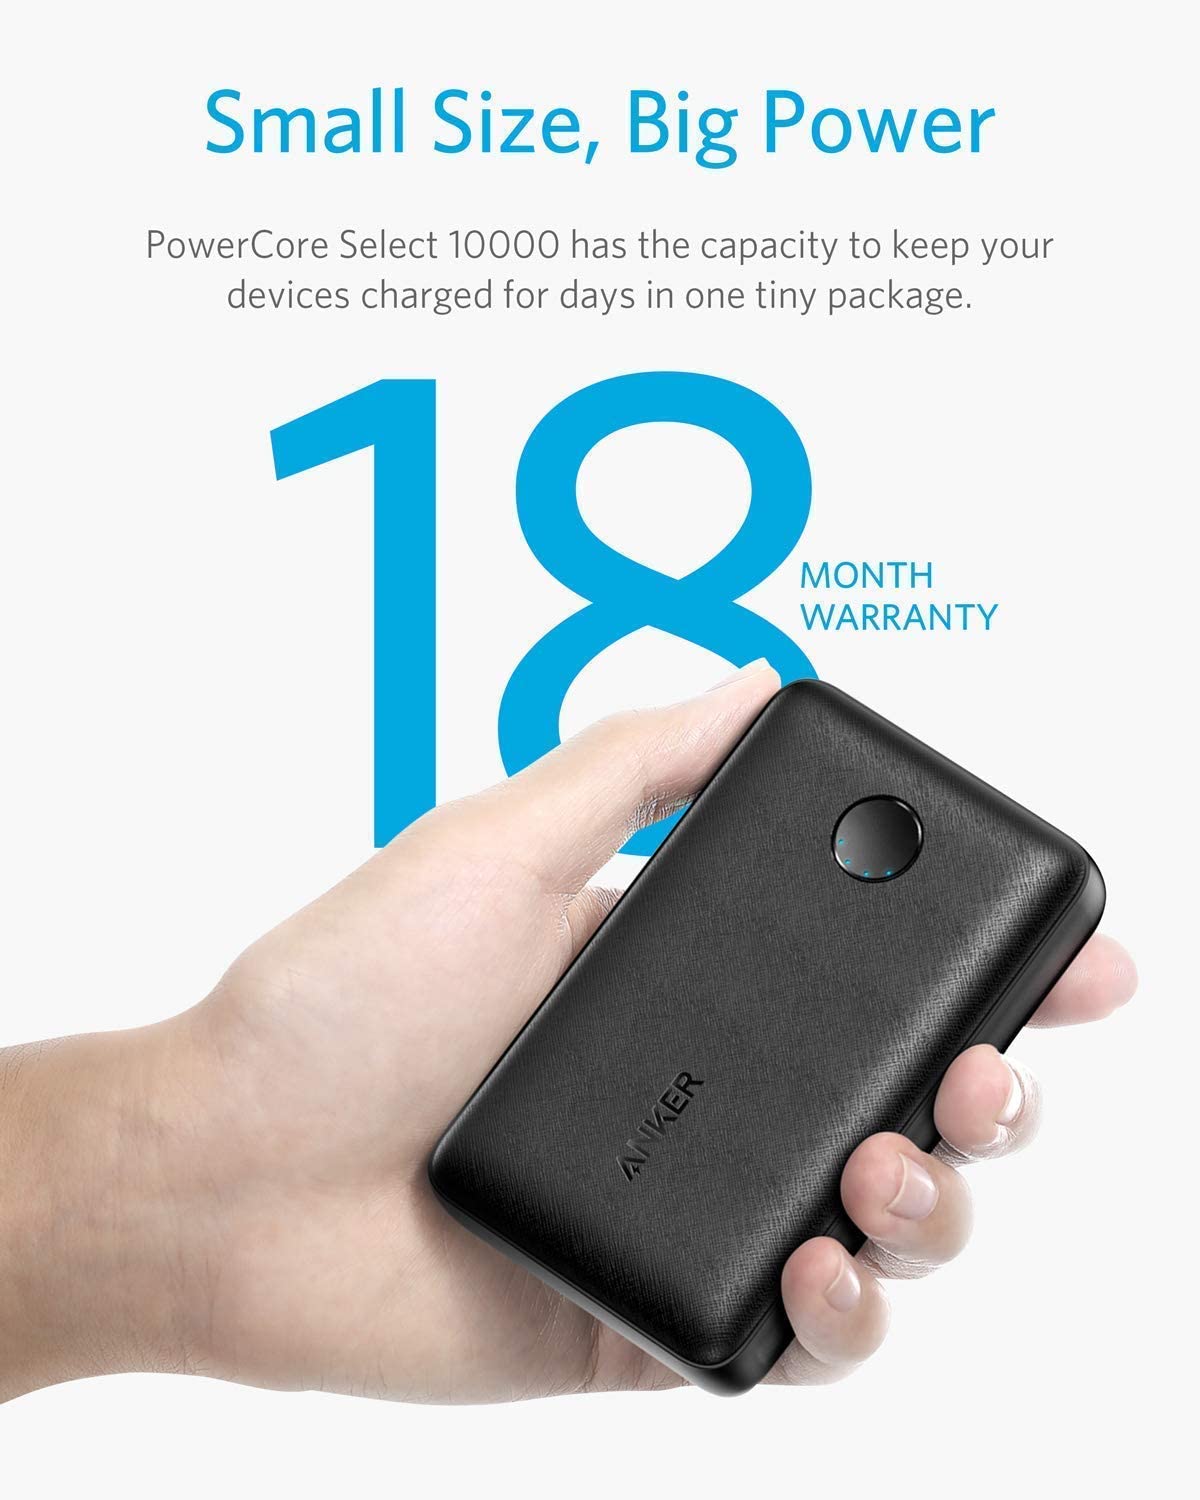 Small Size, Big Power
PowerCore Select 10000 has the capacity to keep your
devices charged for days in one tiny package.
18
MONTH
WARRANTY
ANKER